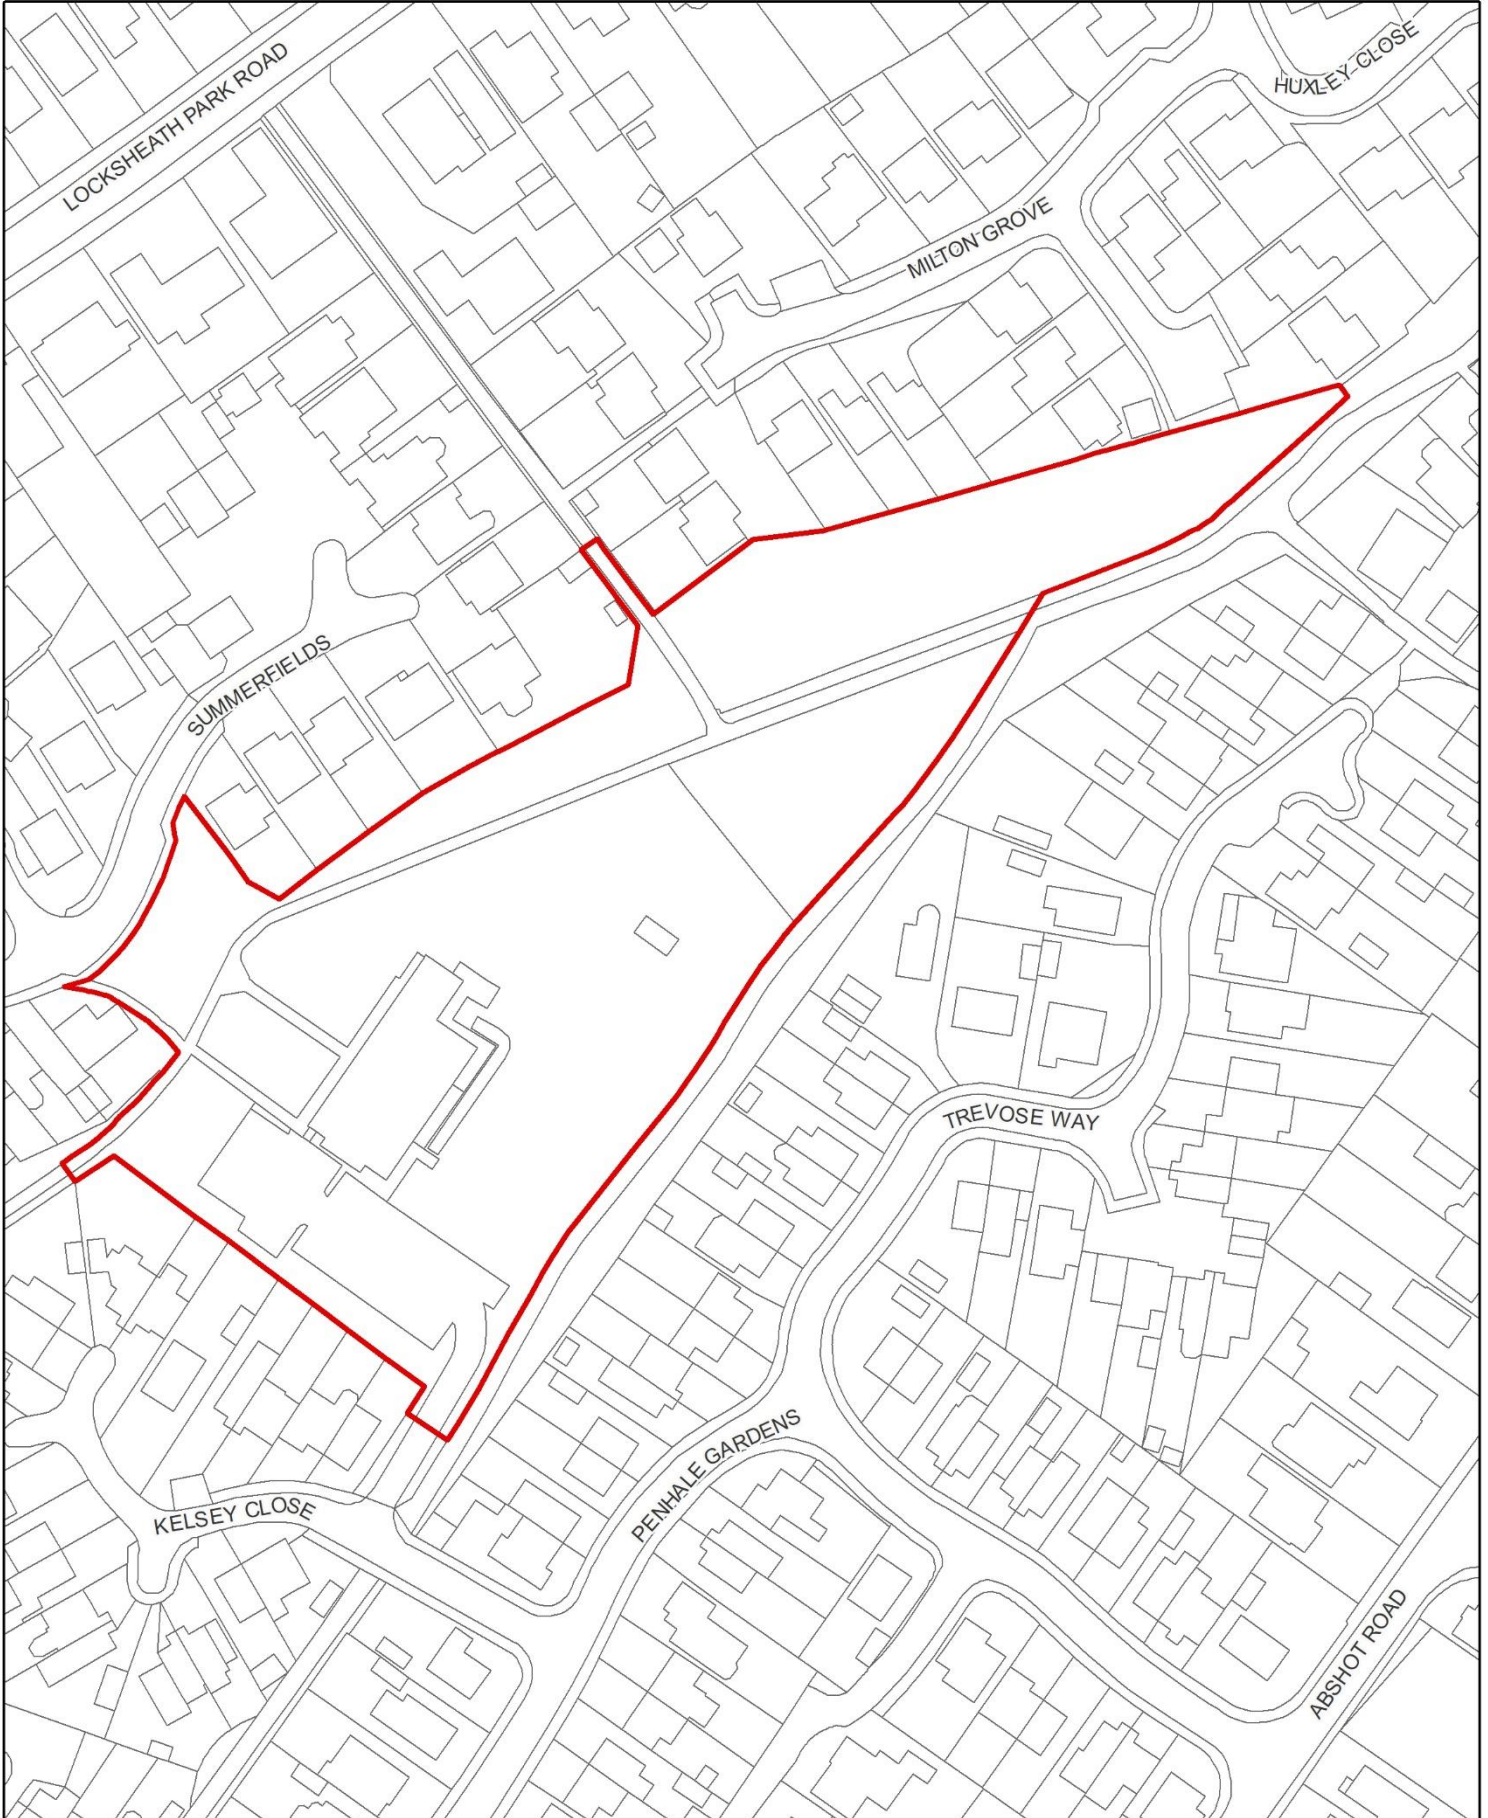 HUXLEY CLOSE
LOCKSHEATH PARK ROAD
MILTON GROVE
SUMMERFIELDS
TREVOSE WAY
PENHALE GARDENS
KELSEY CLOSE
ABSHOT ROAD